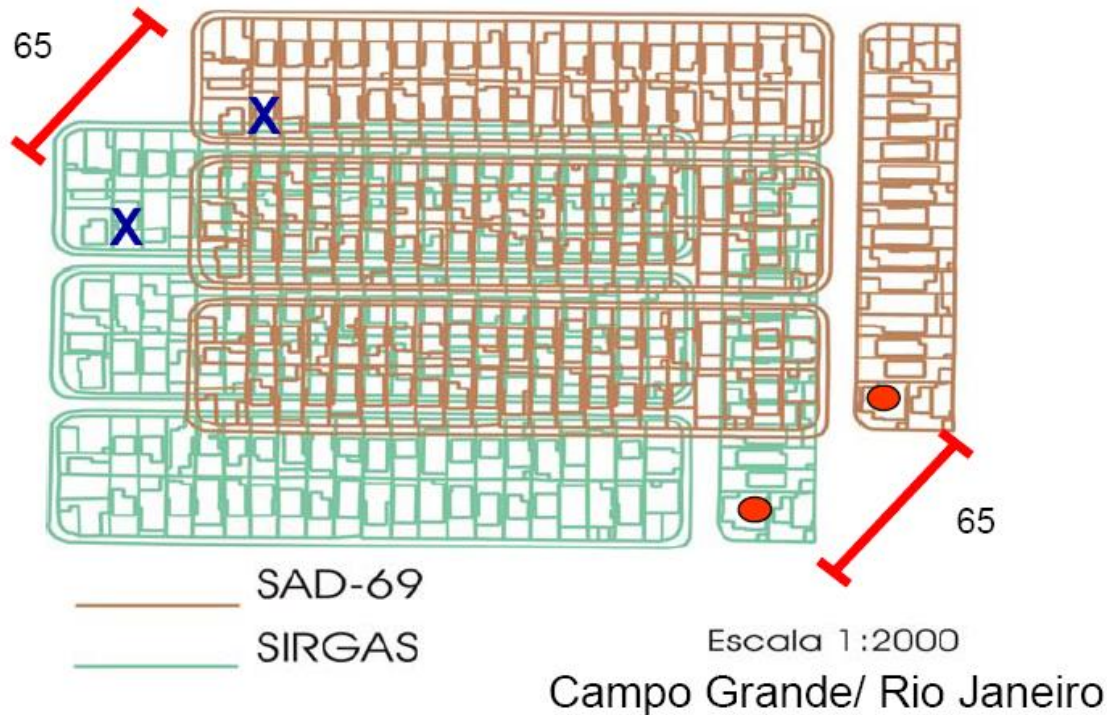 65
X
X
65
SAD-69
SIRGAS
Escala 1:2000
Campo Grande/ Rio Janeiro